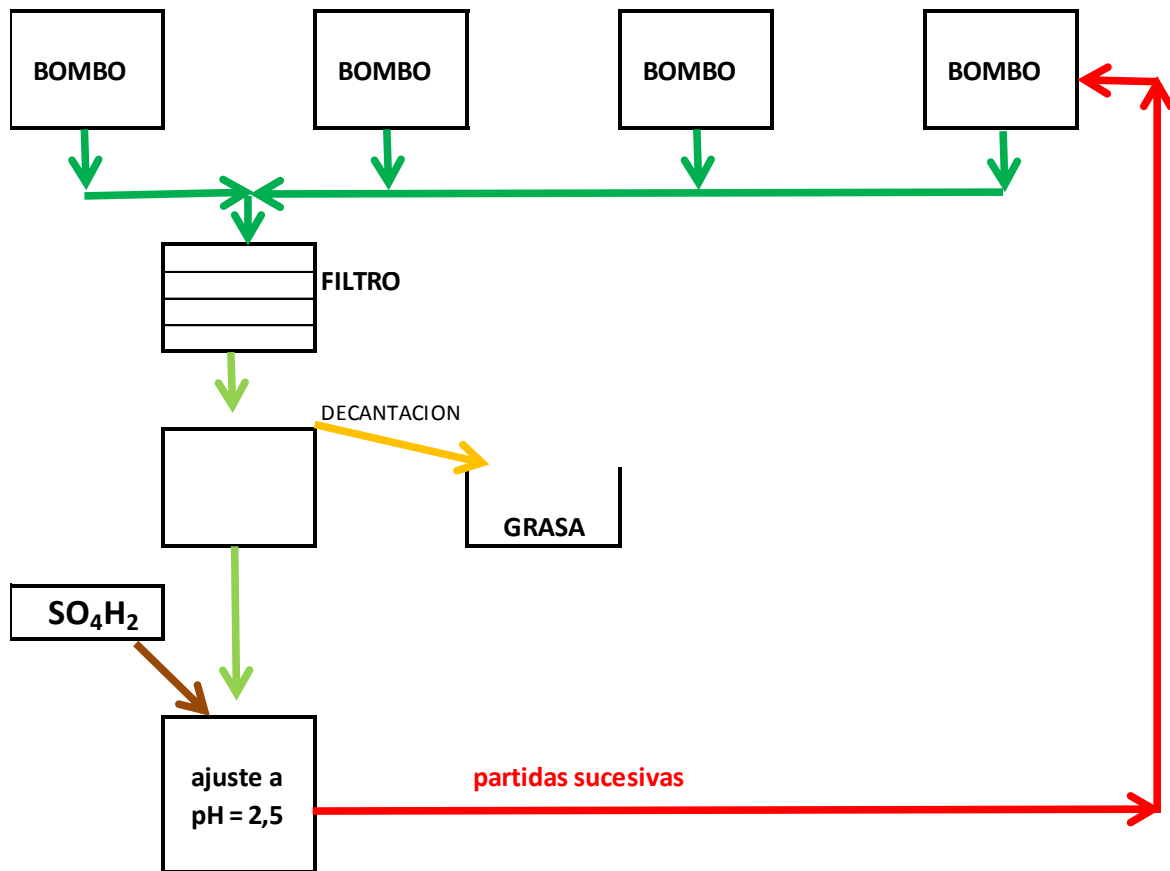 BOMBO
BOMBO
BOMBO
BOMBO
FILTRO
DECANTACION
GRASA
SO₄H₂
ajuste a
pH = 2,5
partidas sucesivas